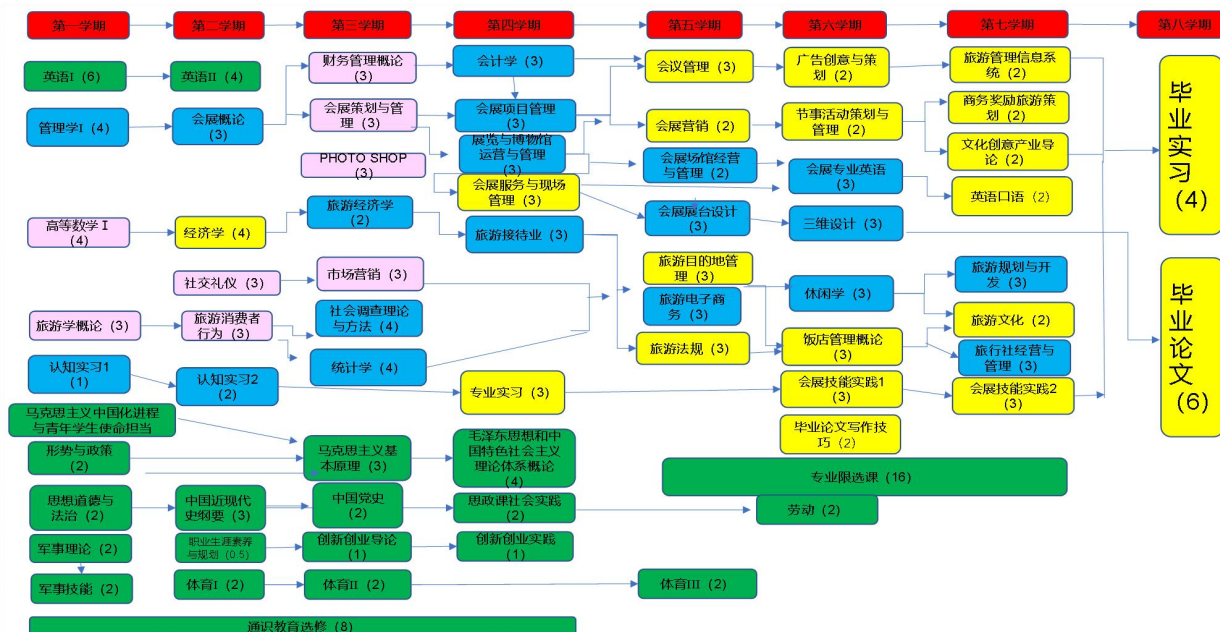 第一学期
第二学期
第三学期
第四学期
第五学期
第六学期
第七学期
第八学期
英语I（6）
英语II（4）
财务管理概论
（3）
会计学（3）
会议管理（3）
广告创意与策
划（2）
旅游管理信息
系统（2）
管理学I（4）
会展概论
（3）
会展策划与管
理（3）
会展项目管理
（3）
会展营销（2）
节事活动策划与
管理（2）
商务奖励旅游策
划（2）
文化创意产业导
论（2）
PHOTO SHOP
（3）
展览与博物馆
运营与管理
（3）
会展场馆经营
与管理（2）
会展专业英语
（3）
英语口语（2）
会展服务与现场
管理（3）
高等数学I
（4）
经济学（4）
旅游经济学
（2）
旅游接待业（3）
会展展台设计
（3）
三维设计（3）
社交礼仪（3）
市场营销（3）
旅游目的地管
理（3）
休闲学（3）
旅游规划与开
发（3）
旅游电子商
务（3）
旅游学概论（3）
旅游消费者
行为（3）
社会调查理论
与方法（4）
旅游文化（2）
统计学（4）
旅游法规（3）
饭店管理概论
（3）
旅行社经营与
管理（3）
认知实习1
（1）
认知实习2
（2）
专业实习（3）
会展技能实践1
（3）
会展技能实践2
（3）
毕业论文写作技
巧（2）
毕业实习
（4）
毕业论文
（6）
马克思主义中国化进程
与青年学生使命担当
形势与政策
（2）
马克思主义基
本原理（3）
毛泽东思想和中
国特色社会主义
理论体系概论
（4）
专业限选课（16）
思想道德与
法治（2）
中国近现代
史纲要（3）
中国党史
（2）
思政课社会实践
（2）
劳动（2）
军事理论（2）
职业生涯素养
与规划（0.5）
创新创业导论
（1）
创新创业实践
（1）
军事技能（2）
体育I（2）
体育II（2）
体育III（2）
通识教育选修（8）